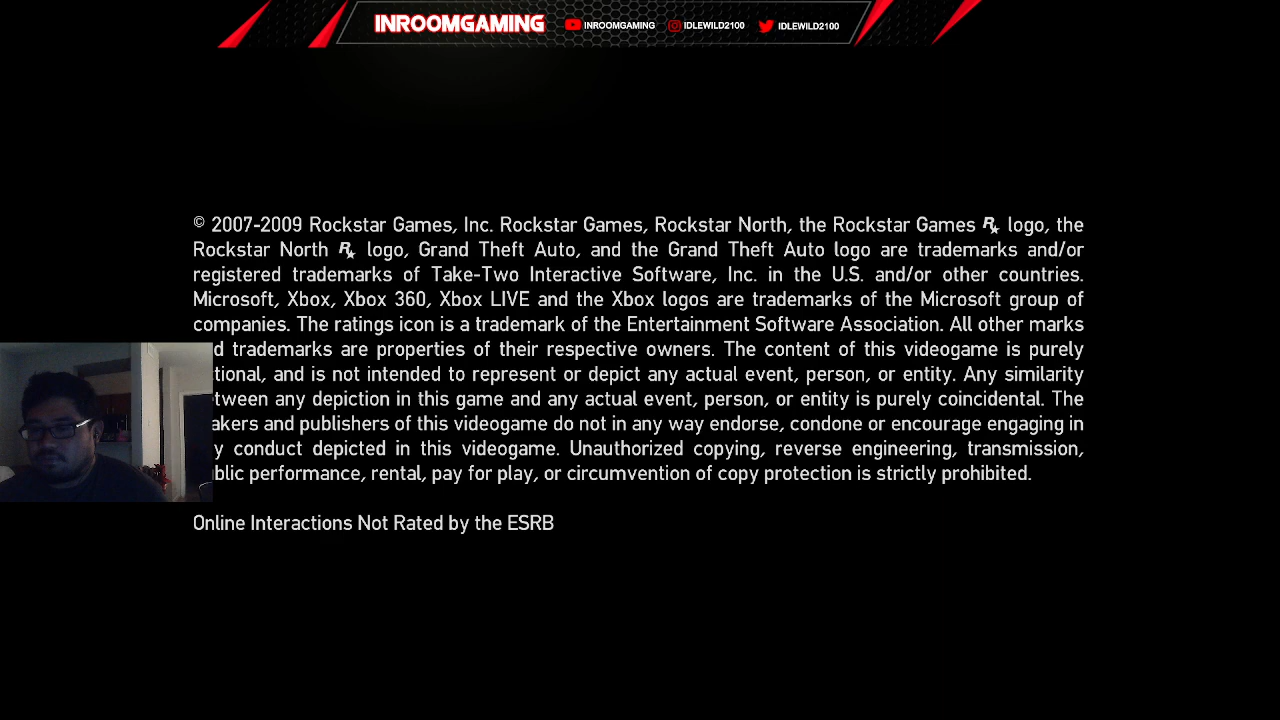 INROOMGAMING INROOMGAMING IDLEWILD2100 IDLEWILD2100
© 2007-2009 Rockstar Games, Inc. Rockstar Games, Rockstar North, the Rockstar Games R logo, the
Rockstar North R logo, Grand Theft Auto, and the Grand Theft Auto logo are trademarks and/or
registered trademarks of Take-Two Interactive Software, Inc. in the U.S. and/or other countries.
Microsoft, Xbox, Xbox 360, Xbox LIVE and the Xbox logos are trademarks of the Microsoft group of
companies. The ratings icon is a trademark of the Entertainment Software Association. All other marks
trademarks are properties of their respective owners. The content of this videogame is purely
and is not intended to represent or depict any actual event, person, or entity. Any similarity
any depiction in this game and any actual event, person, or entity is purely coincidental. The
and publishers of this videogame do not in any way endorse, condone or encourage engaging in
conduct depicted in this videogame. Unauthorized copying, reverse engineering, transmission,
performance, rental, pay for play, or circumvention of copy protection is strictly prohibited.
Online Interactions Not Rated by the ESRB